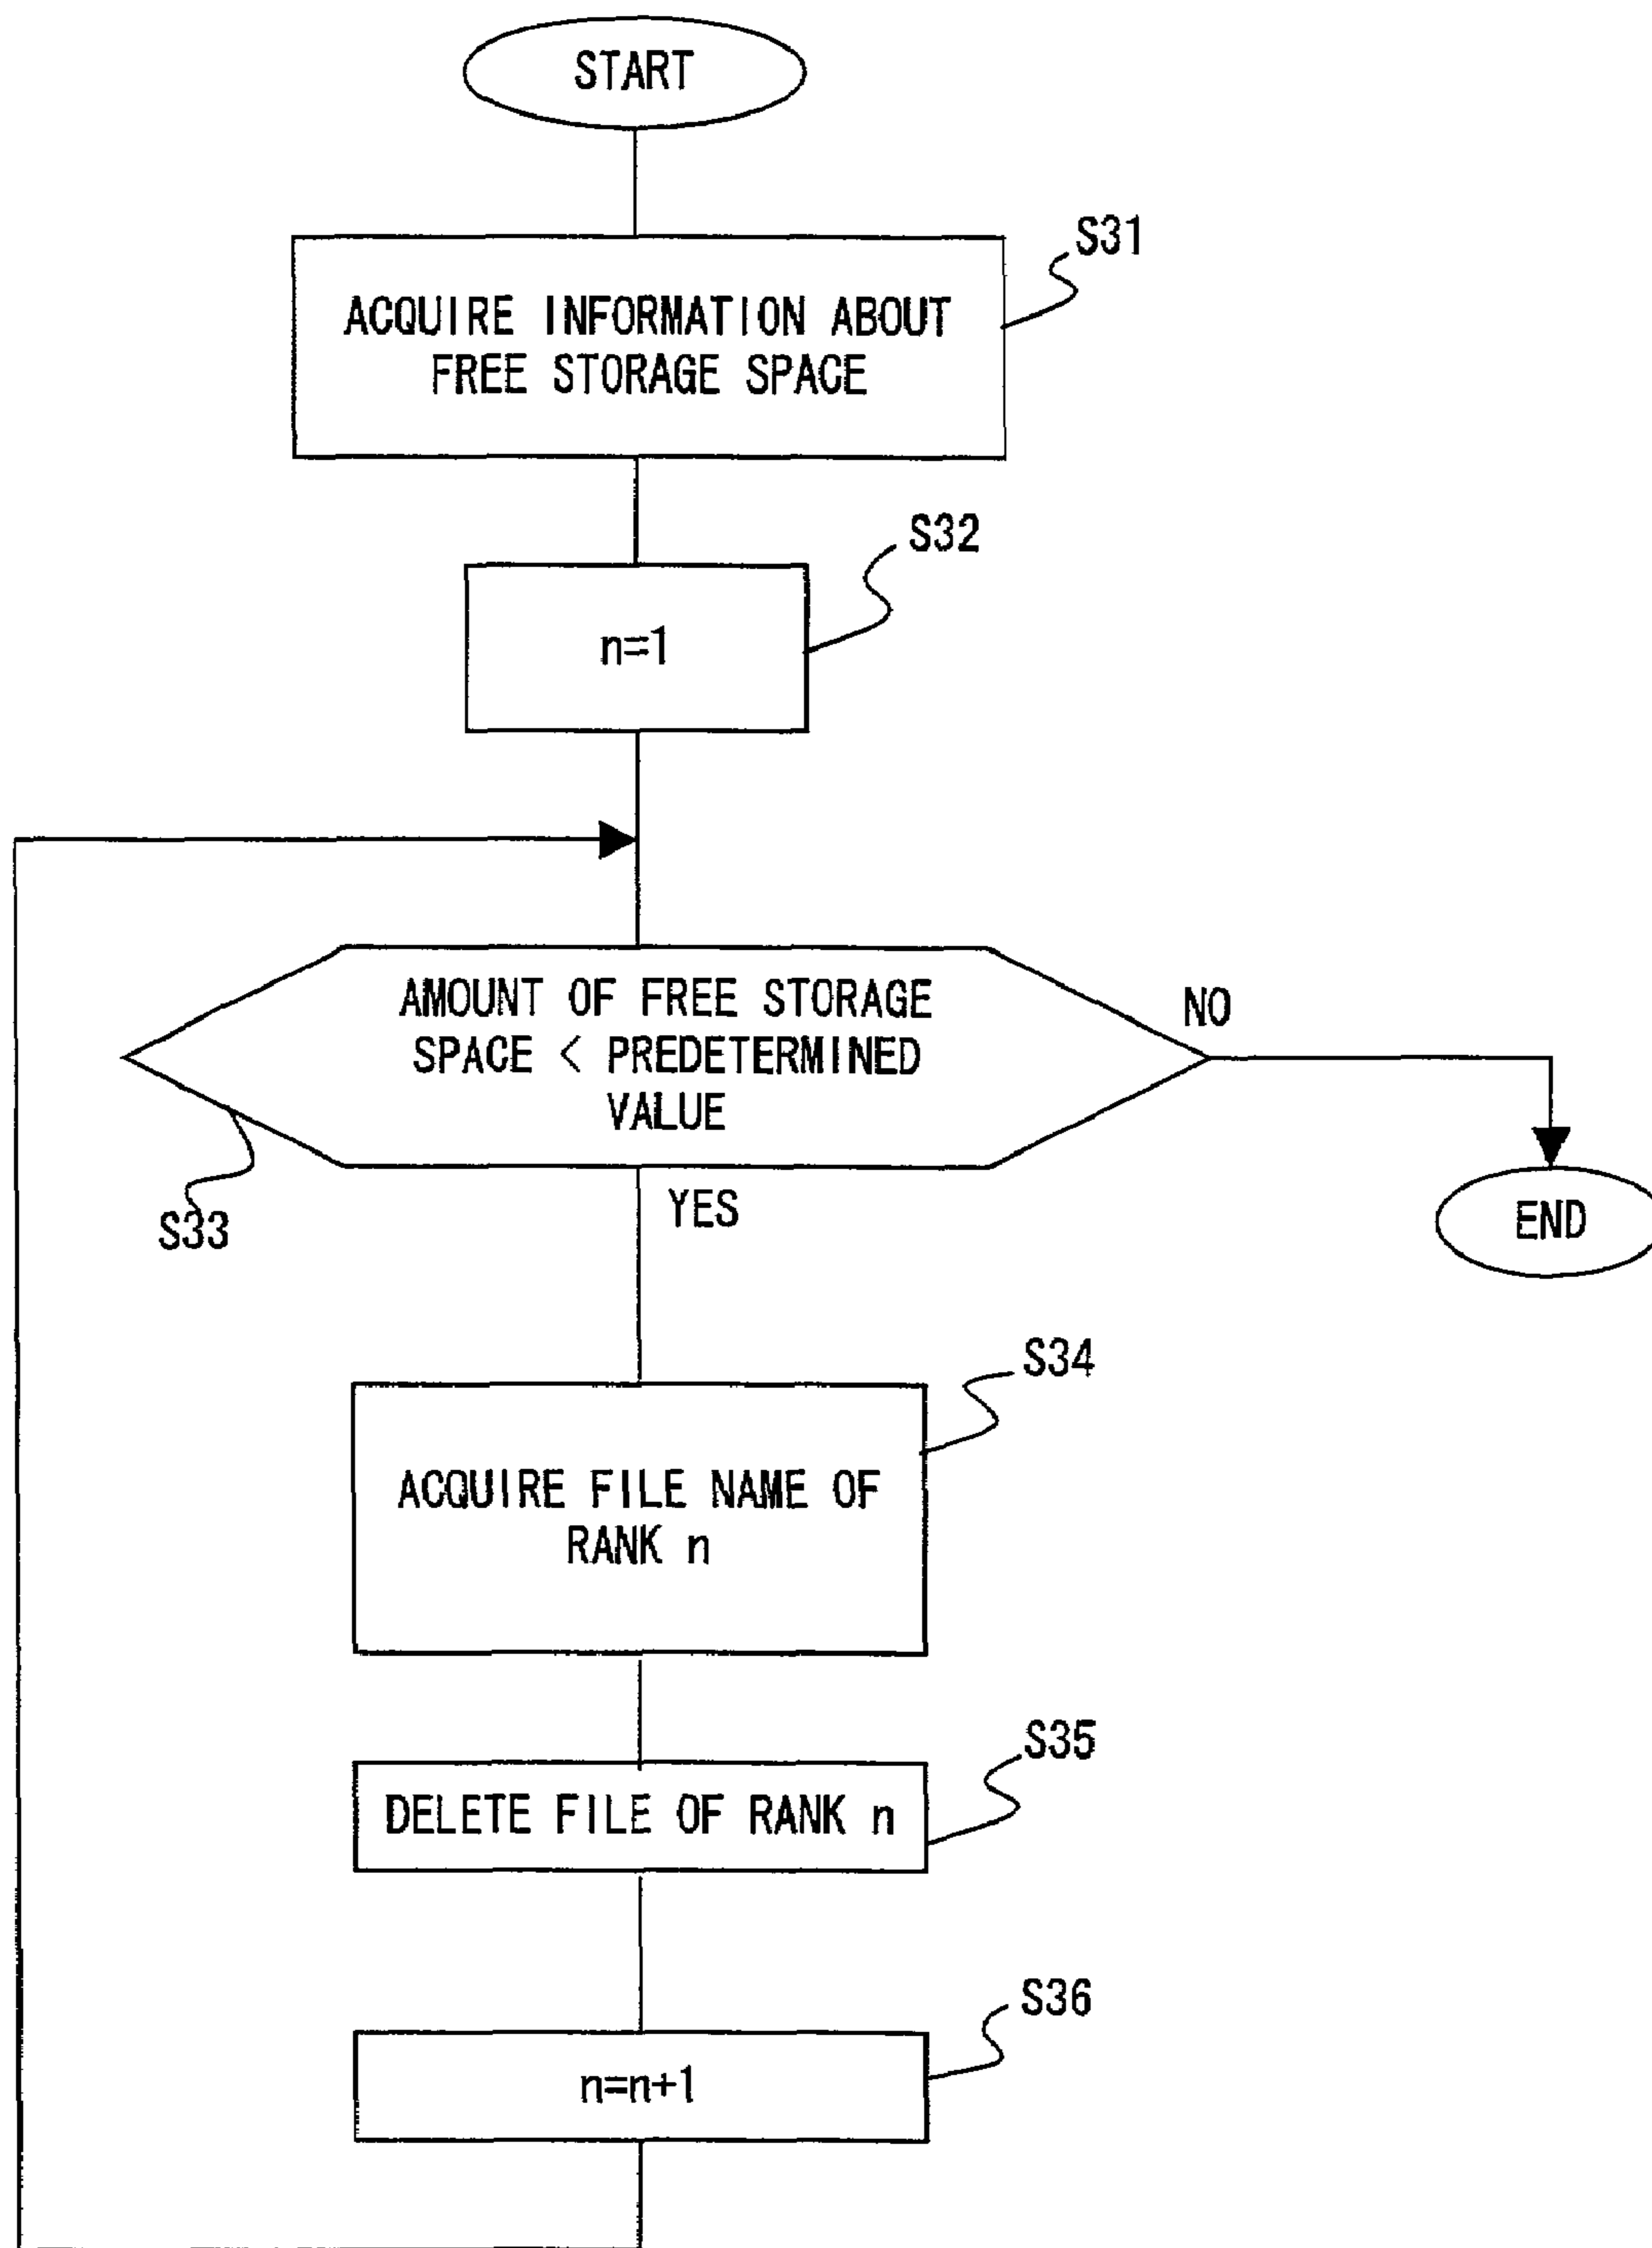 START
S31
ACQUIRE INFORMATION ABOUT
FREE STORAGE SPACE
S32
n=1
AMOUNT OF FREE STORAGE
SPACE < PREDETERMINED
VALUE
NO
S33
YES
END
S34
ACQUIRE FILE NAME OF
RANK n
S35
DELETE FILE OF RANK n
S36
n=n+1